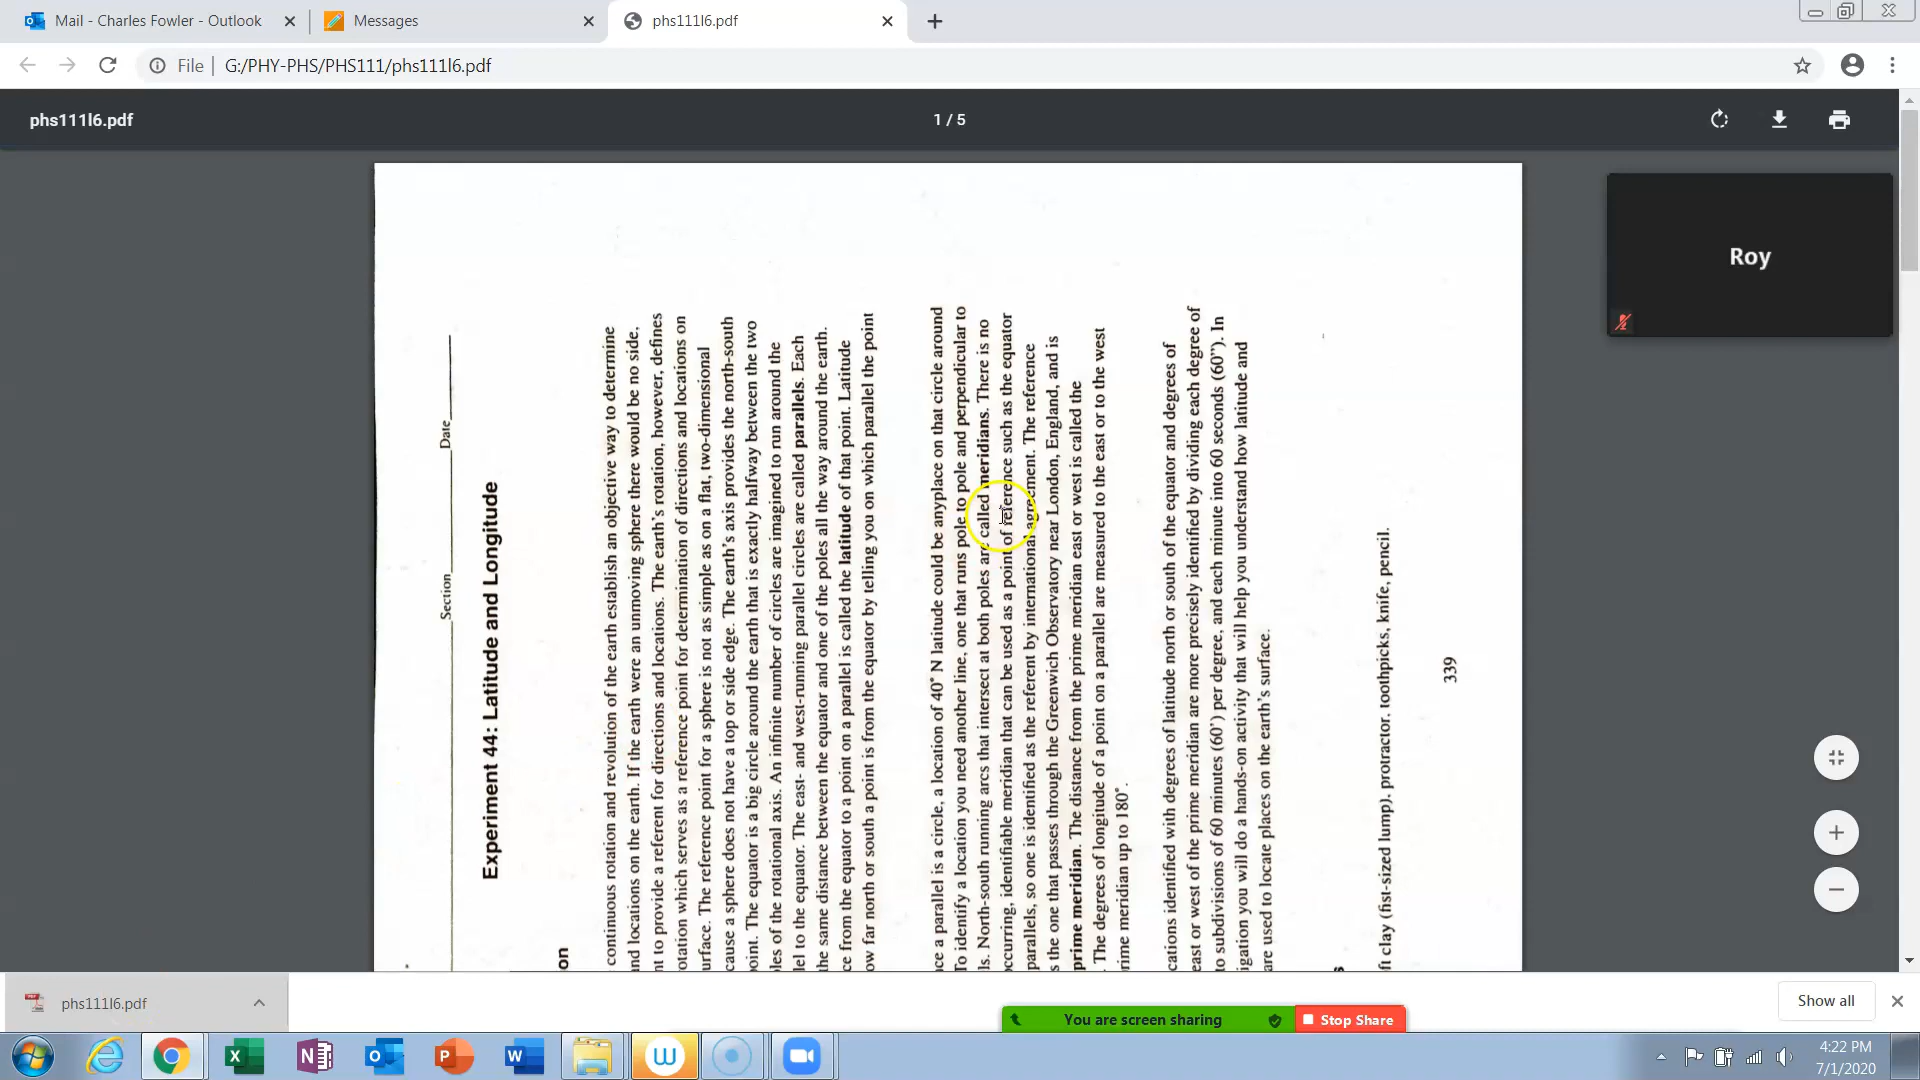 Mail - Charles Fowler - Outlook
Messages
phs111l6.pdf
File
G:/PHY-PHS/PHS111/phs111l6.pdf
phs111l6.pdf
1 / 5
Roy
Section
Date
Experiment 44: Latitude and Longitude
on
continuous rotation and revolution of the earth establish an objective way to determine
nd locations on the earth. If the earth were an unmoving sphere there would be no side,
nt to provide a referent for directions and locations. The earth's rotation, however, defines
otation which serves as a reference point for determination of directions and locations on
urface. The reference point for a sphere is not as simple as on a flat, two-dimensional
cause a sphere does not have a top or side edge. The earth's axis provides the north-south
oint. The equator is a big circle around the earth that is exactly halfway between the two
les of the rotational axis. An infinite number of circles are imagined to run around the
lel to the equator. The east- and west-running parallel circles are called parallels. Each
the same distance between the equator and one of the poles all the way around the earth.
ce from the equator to a point on a parallel is called the latitude of that point. Latitude
ow far north or south a point is from the equator by telling you on which parallel the point
ce a parallel is a circle, a location of 40° N latitude could be anyplace on that circle around
To identify a location you need another line, one that runs pole to pole and perpendicular to
ls. North-south running arcs that intersect at both poles are called meridians. There is no
occurring, identifiable meridian that can be used as a point of reference such as the equator
parallels, so one is identified as the referent by international agreement. The reference
s the one that passes through the Greenwich Observatory near London, England, and is
prime meridian. The distance from the prime meridian east or west is called the
. The degrees of longitude of a point on a parallel are measured to the east or to the west
rime meridian up to 180°.
cations identified with degrees of latitude north or south of the equator and degrees of
east or west of the prime meridian are more precisely identified by dividing each degree of
to subdivisions of 60 minutes (60') per degree, and each minute into 60 seconds (60"). In
igation you will do a hands-on activity that will help you understand how latitude and
are used to locate places on the earth's surface.
s
ft clay (fist-sized lump), protractor, toothpicks, knife, pencil.
339
phs111l6.pdf
Show all
You are screen sharing
Stop Share
4:22 PM
7/1/2020